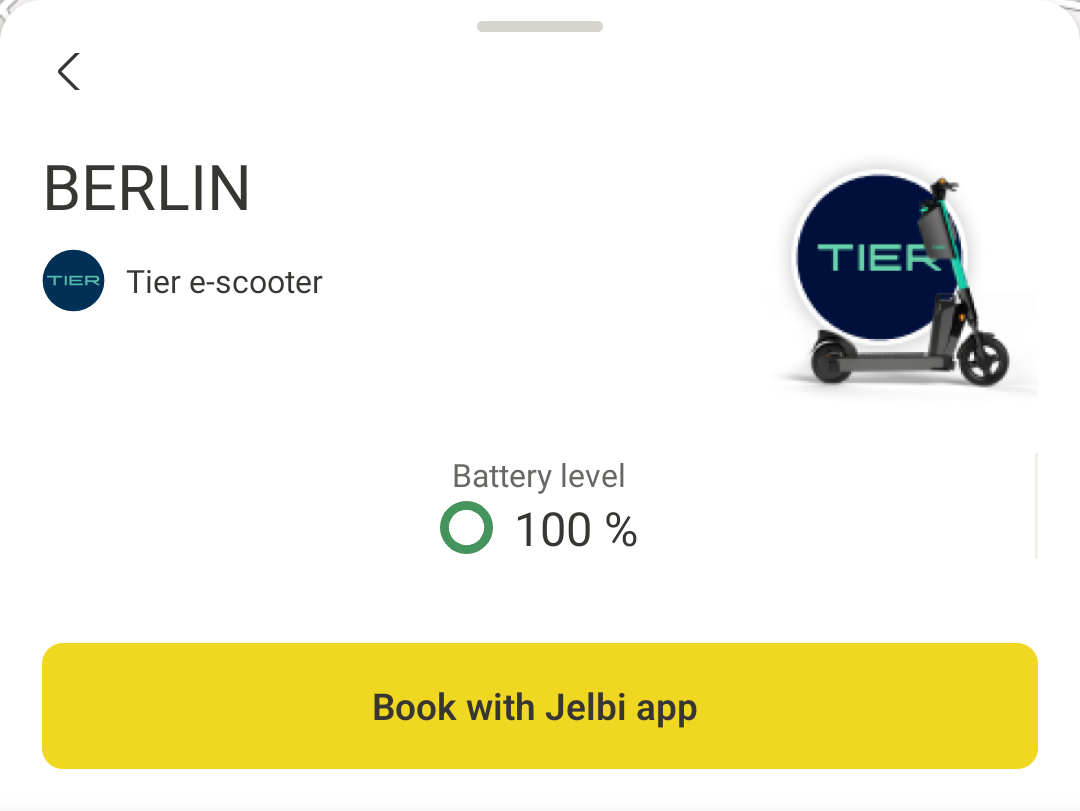 BERLIN
TIER
Tier e-scooter
TIER
Battery level
100 %
Book with Jelbi app